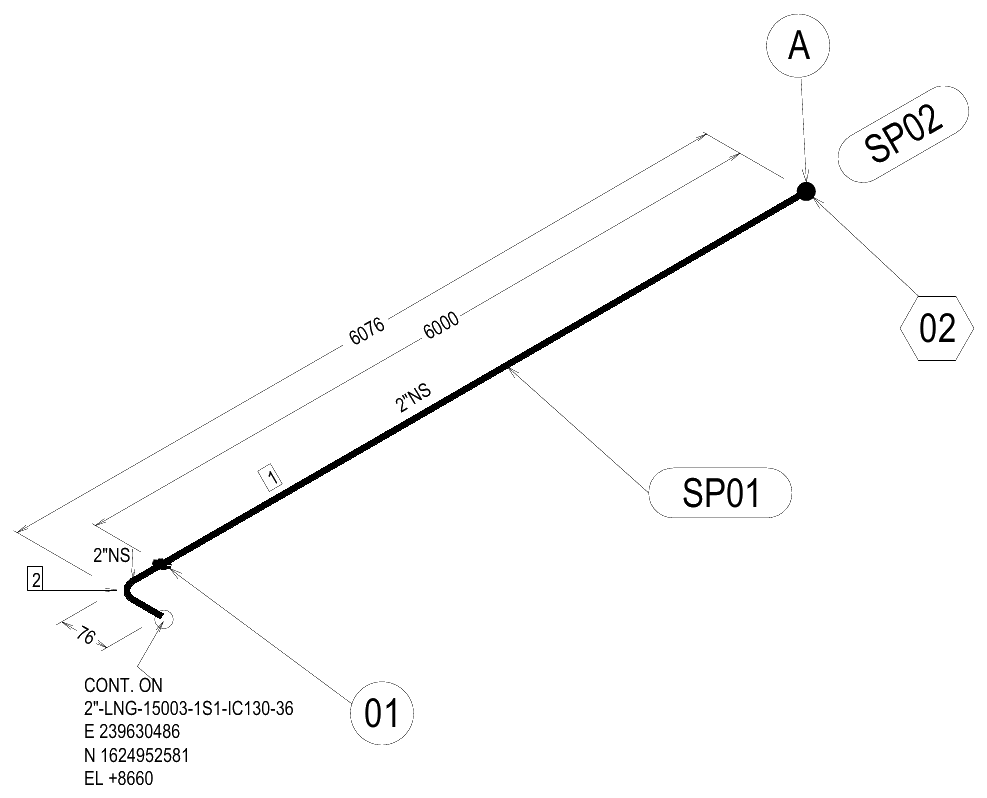 A
SP02
6076
6000
02
2"NS
1
SP01
2"NS
2
76
01
CONT. ON
2"-LNG-15003-1S1-IC130-36
E 239630486
N 1624952581
EL +8660